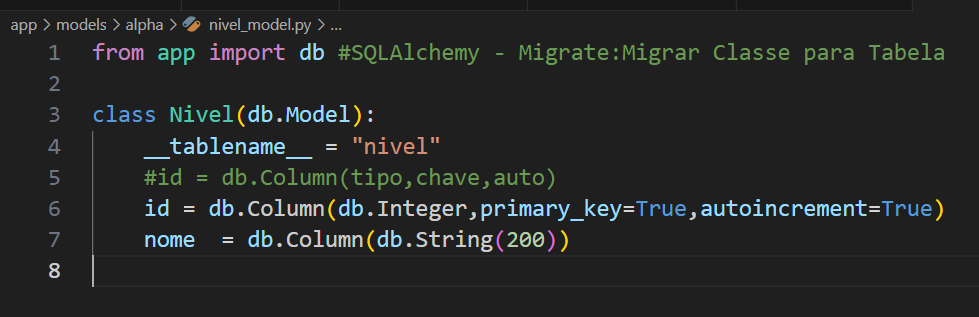 app > models > alpha > nivel_model.py > ...
1 from app import db #SQLAlchemy - Migrate:Migrar Classe para Tabela
2
3 class Nivel(db.Model):
4     __tablename__ = "nivel"
5     #id = db.Column(tipo,chave,auto)
6     id = db.Column(db.Integer,primary_key=True,autoincrement=True)
7     nome  = db.Column(db.String(200))
8